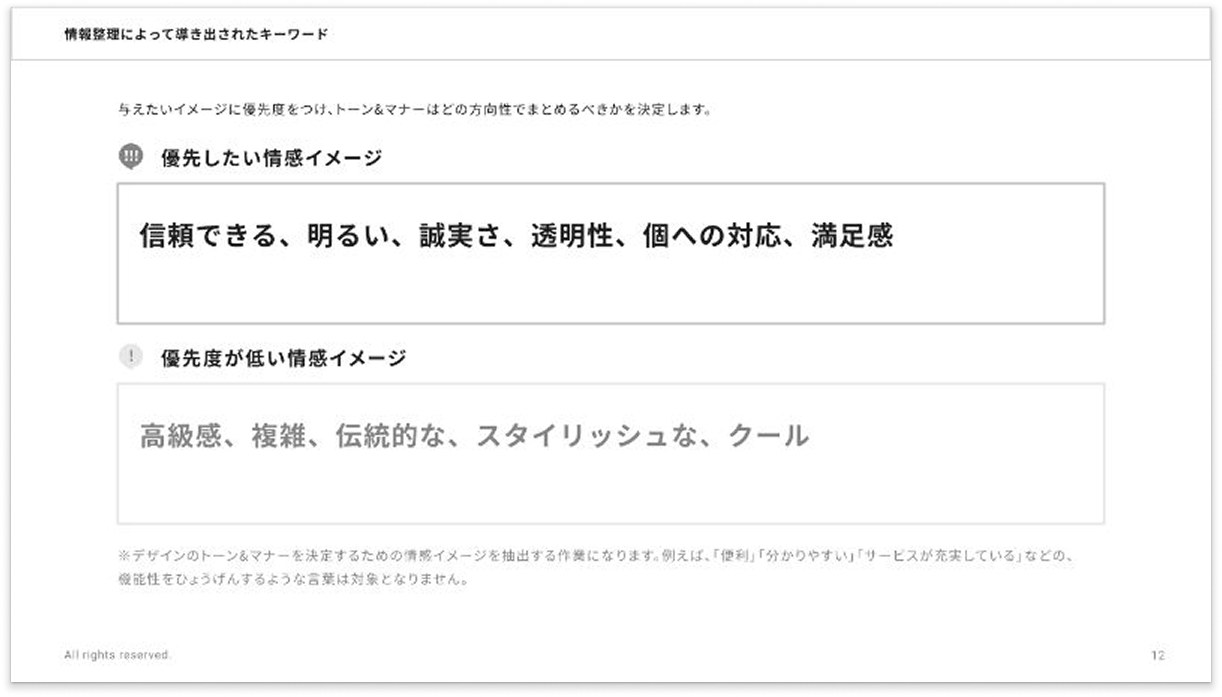 情報整理によって導き出されたキーワード
与えたいイメージに優先度をつけ、トーン&マナーはどの方向性でまとめるべきかを決定します。
!!! 優先したい情感イメージ
信頼できる、明るい、誠実さ、透明性、個への対応、満足感
! 優先度が低い情感イメージ
高級感、複雑、伝統的な、スタイリッシュな、クール
※デザインのトーン&マナーを決定するための情感イメージを抽出する作業になります。例えば、「便利」「分かりやすい」「サービスが充実している」などの、
機能性をひょうげんするような言葉は対象となりません。
All rights reserved.
12